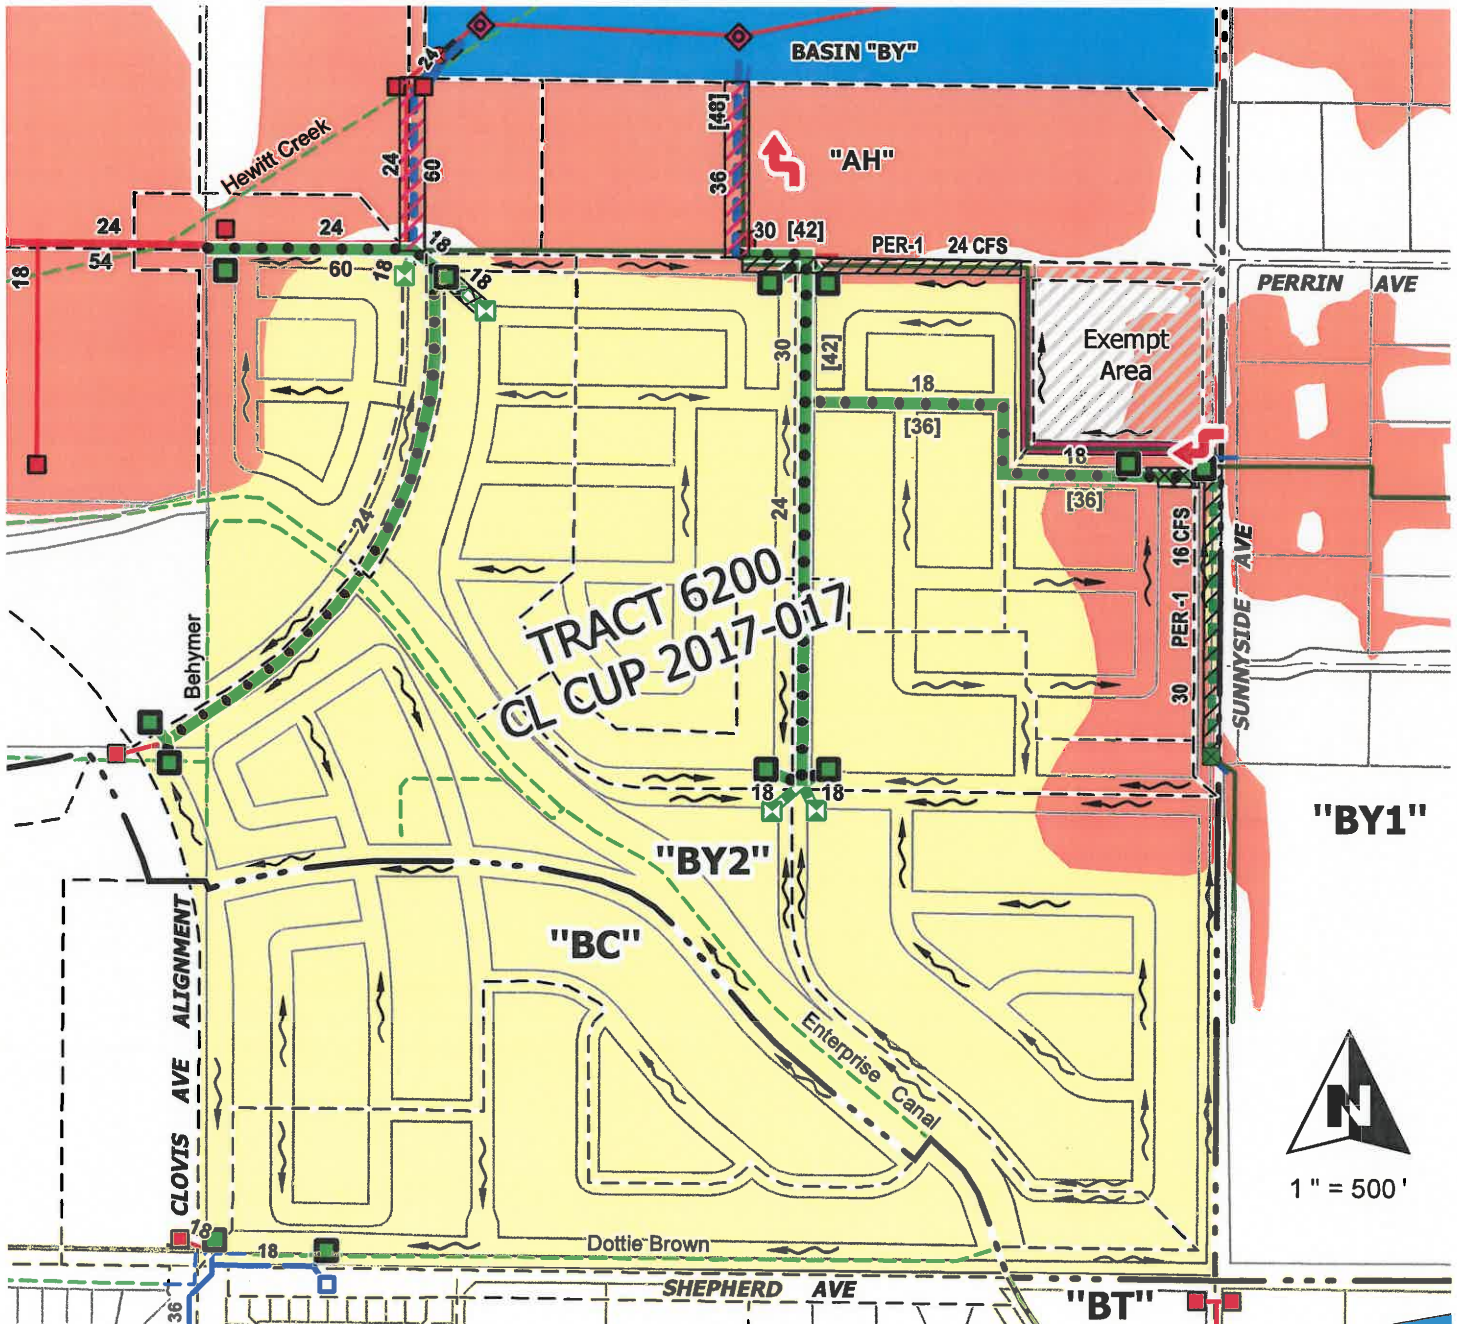 24
BASIN "BY"
[48]
Hewitt Creek
24
60
36
"AH"
24
24
18
30 [42]
PER-1 24 CFS
54
60
18
18
18
PERRIN AVE
30
[42]
Exempt
Area
18
[36]
18
[36]
24
24
TRACT 6200
CL CUP 2017-017
PER-1 16 CFS
30
SUNNYSIDE AVE
Behymer
18
18
"BY1"
"BY2"
"BC"
CLOVIS AVE ALIGNMENT
Enterprise Canal
N
1" = 500'
18
18
Dottie Brown
SHEPHERD AVE
36
"BT"